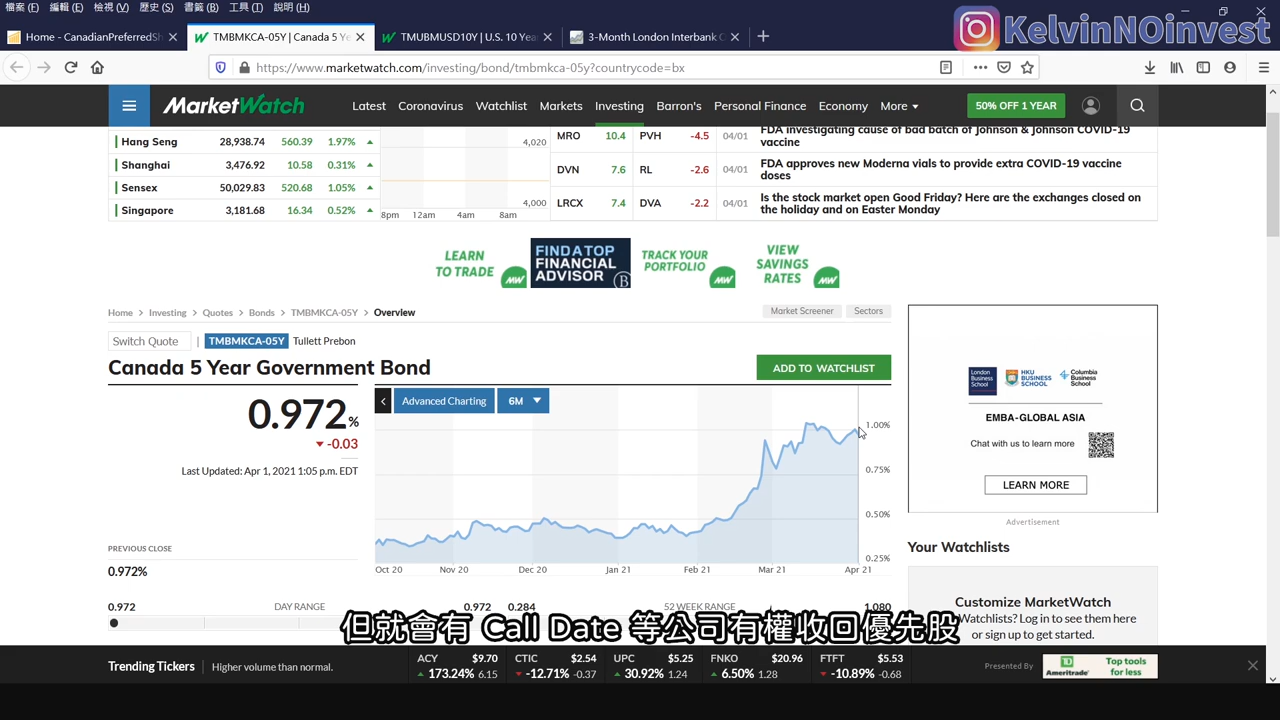 檔案 (F) 編輯 (E) 檢視 (V) 歷史 (S) 書籤 (B) 工具 (T) 說明 (H)
Home - CanadianPreferredSh
TMBMKCA-05Y | Canada 5 Ye
TMUBMUSD10Y | U.S. 10 Year
3-Month London Interbank O
KelvinNOinvest
https://www.marketwatch.com/investing/bond/tmbmkca-05y?countrycode=bx
MarketWatch
Latest Coronavirus Watchlist Markets Investing Barron's Personal Finance Economy More
50% OFF 1 YEAR
Hang Seng 28,938.74 560.39 1.97%
Shanghai 3,476.92 10.58 0.31%
Sensex 50,029.83 520.68 1.05%
Singapore 3,181.68 16.34 0.52%
4,020
4,000
8pm 12am 4am 8am
MRO 10.4 PVH -4.5
DVN 7.6 RL -2.6
LRCX 7.4 DVA -2.2
04/01 FDA investigating cause of bad batch of Johnson & Johnson COVID-19
vaccine
04/01 FDA approves new Moderna vials to provide extra COVID-19 vaccine
doses
04/01 Is the stock market open Good Friday? Here are the exchanges closed on
the holiday and on Easter Monday
LEARN
TO TRADE
MW
FIND A TOP
FINANCIAL
ADVISOR
B
TRACK YOUR
PORTFOLIO
MW
VIEW
SAVINGS
RATES
MW
Home > Investing > Quotes > Bonds > TMBMKCA-05Y > Overview
Market Screener Sectors
Switch Quote | TMBMKCA-05Y Tullett Prebon
Canada 5 Year Government Bond
ADD TO WATCHLIST
0.972%
-0.03
Last Updated: Apr 1, 2021 1:05 p.m. EDT
PREVIOUS CLOSE
0.972%
Advanced Charting 6M
1.00%
0.75%
0.50%
0.25%
Oct 20 Nov 20 Dec 20 Jan 21 Feb 21 Mar 21 Apr 21
0.972 DAY RANGE 0.972
0.284 52 WEEK RANGE 1.080
London
Business
School
HKU
BUSINESS
SCHOOL
Columbia
Business
School
EMBA-GLOBAL ASIA
Chat with us to learn more
LEARN MORE
Advertisement
Your Watchlists
Customize MarketWatch
Watchlists? Log in to see them here
or sign up to get started.
但就會有 Call Date 等公司有權收回優先股
Trending Tickers | Higher volume than normal.
ACY $9.70
173.24% 6.15
CTIC $2.54
-12.71% -0.37
UPC $5.25
30.92% 1.24
FNKO $20.96
6.50% 1.28
FTFT $5.53
-10.89% -0.68
Presented By
TD
Ameritrade
Top tools
for less